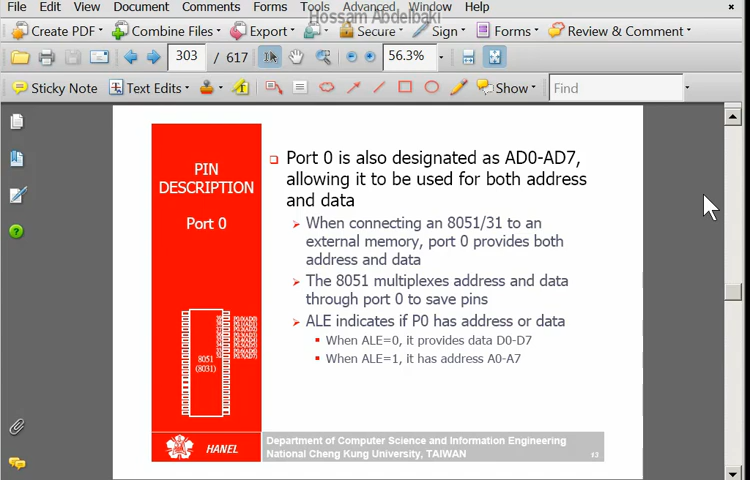 Hossam Abdelbaki
File Edit View Document Comments Forms Tools Advanced Window Help
Create PDF Combine Files Export Secure Sign Forms Review & Comment
303 / 617 56.3%
Sticky Note Text Edits Show Find
PIN
DESCRIPTION
Port 0
8051
(8031)
Port 0 is also designated as AD0-AD7,
allowing it to be used for both address
and data
When connecting an 8051/31 to an
external memory, port 0 provides both
address and data
The 8051 multiplexes address and data
through port 0 to save pins
ALE indicates if P0 has address or data
When ALE=0, it provides data D0-D7
When ALE=1, it has address A0-A7
HANEL
Department of Computer Science and Information Engineering
National Cheng Kung University, TAIWAN
13